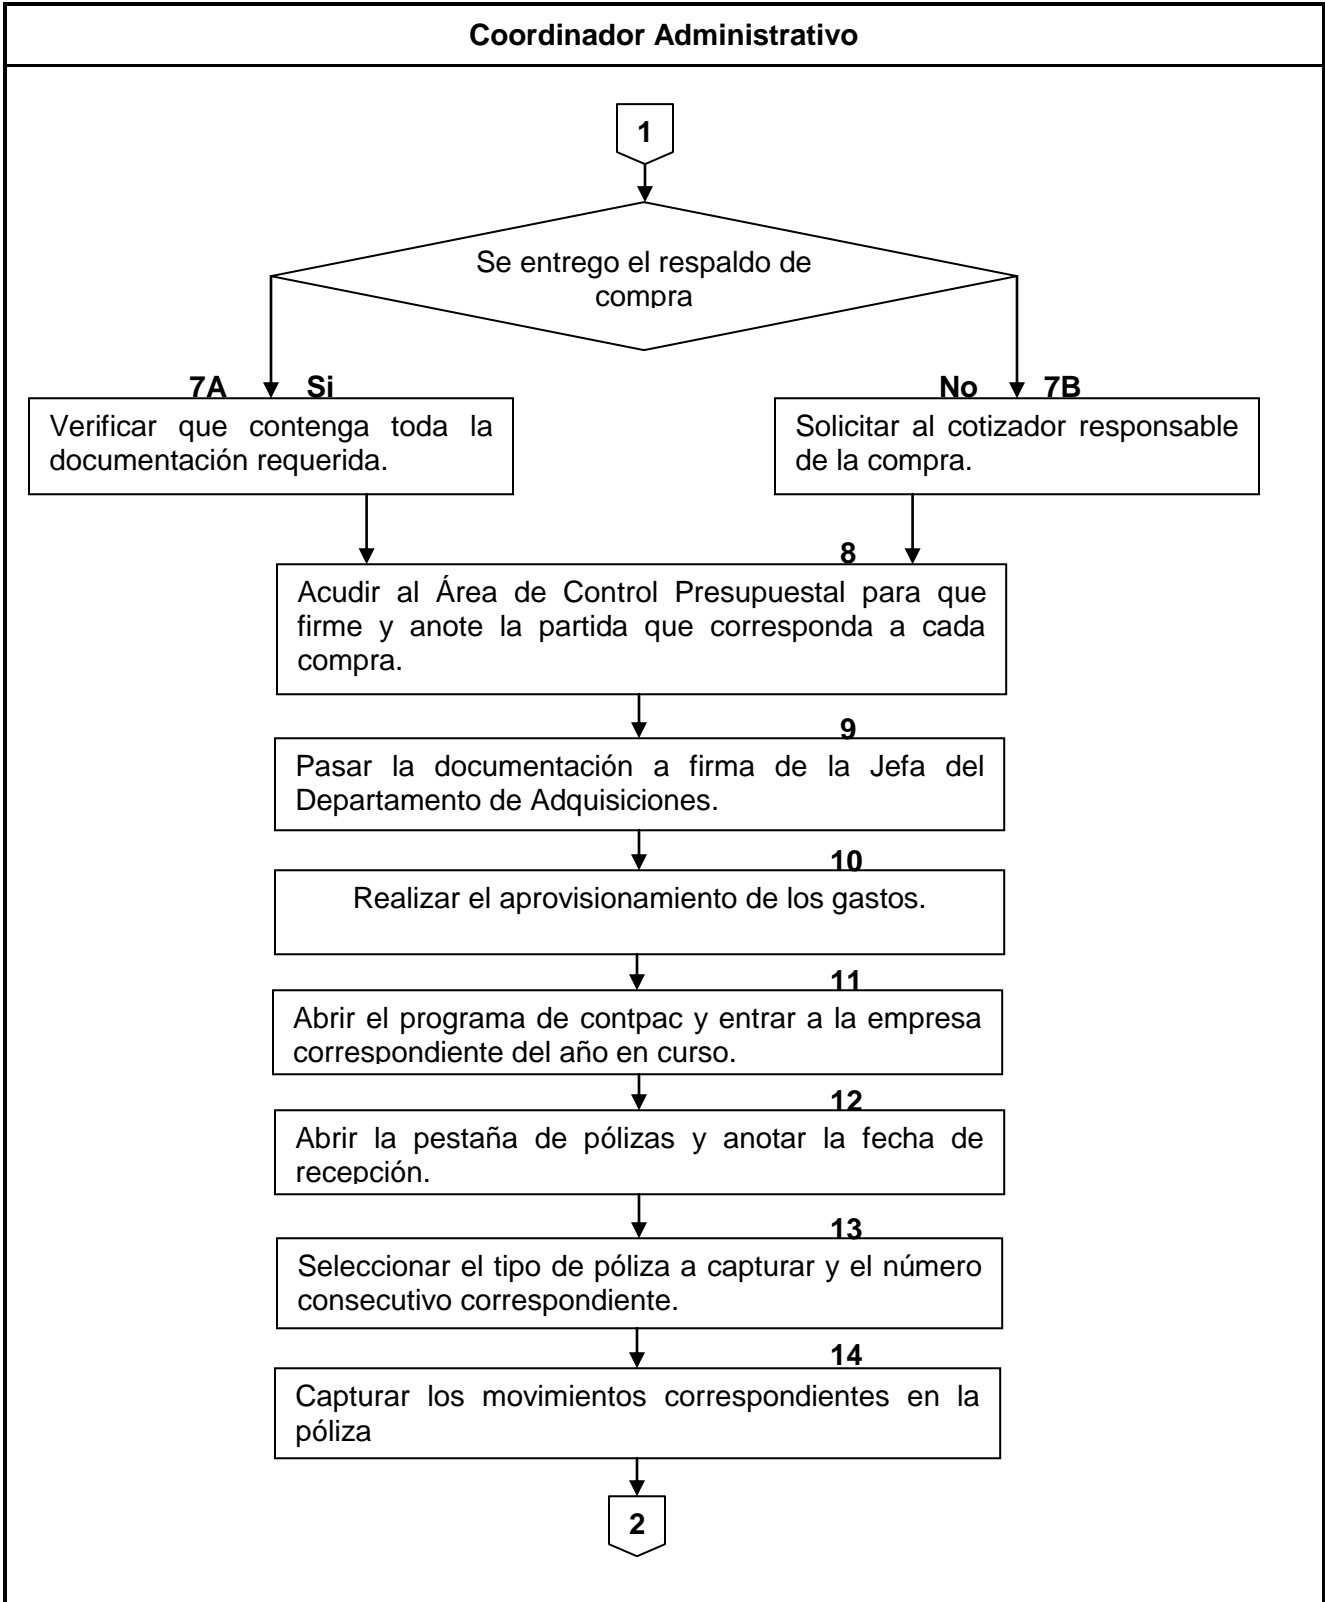 Coordinador Administrativo
1
Se entrego el respaldo de
compra
7A Si
No 7B
Verificar que contenga toda la
documentación requerida.
Solicitar al cotizador responsable
de la compra.
8
Acudir al Área de Control Presupuestal para que
firme y anote la partida que corresponda a cada
compra.
9
Pasar la documentación a firma de la Jefa del
Departamento de Adquisiciones.
10
Realizar el aprovisionamiento de los gastos.
11
Abrir el programa de contpac y entrar a la empresa
correspondiente del año en curso.
12
Abrir la pestaña de pólizas y anotar la fecha de
recepción.
13
Seleccionar el tipo de póliza a capturar y el número
consecutivo correspondiente.
14
Capturar los movimientos correspondientes en la
póliza
2